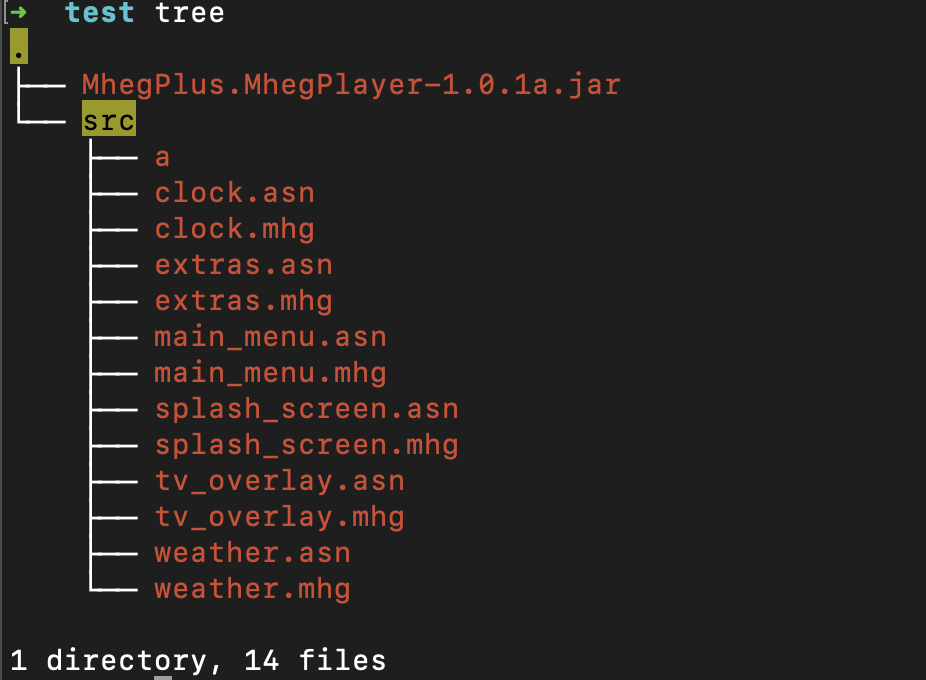 [➜ test tree
.
├── MhegPlus.MhegPlayer-1.0.1a.jar
└── src
    ├── a
    ├── clock.asn
    ├── clock.mhg
    ├── extras.asn
    ├── extras.mhg
    ├── main_menu.asn
    ├── main_menu.mhg
    ├── splash_screen.asn
    ├── splash_screen.mhg
    ├── tv_overlay.asn
    ├── tv_overlay.mhg
    ├── weather.asn
    └── weather.mhg
1 directory, 14 files